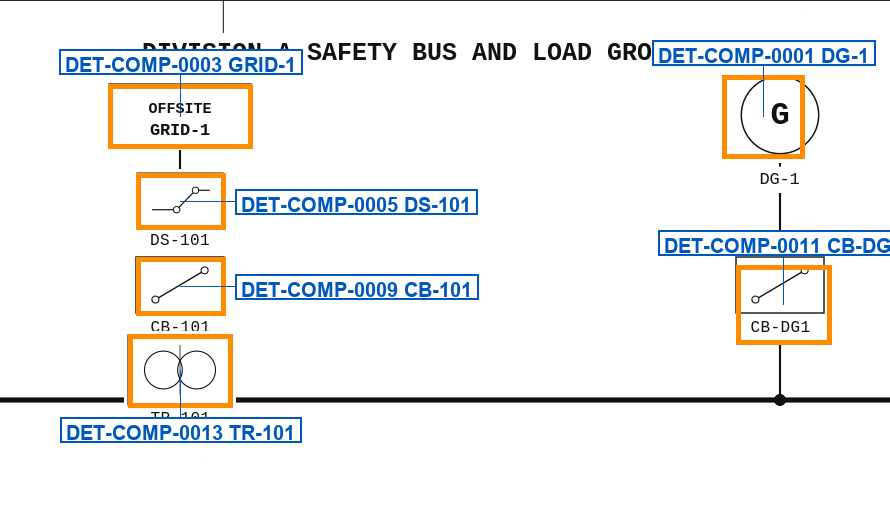 DIVISION A SAFETY BUS AND LOAD GRO
DET-COMP-0003 GRID-1
DET-COMP-0001 DG-1
OFFSITE
GRID-1
G
DG-1
DET-COMP-0005 DS-101
DS-101
DET-COMP-0011 CB-DG
DET-COMP-0009 CB-101
CB-101
CB-DG1
TR-101
DET-COMP-0013 TR-101